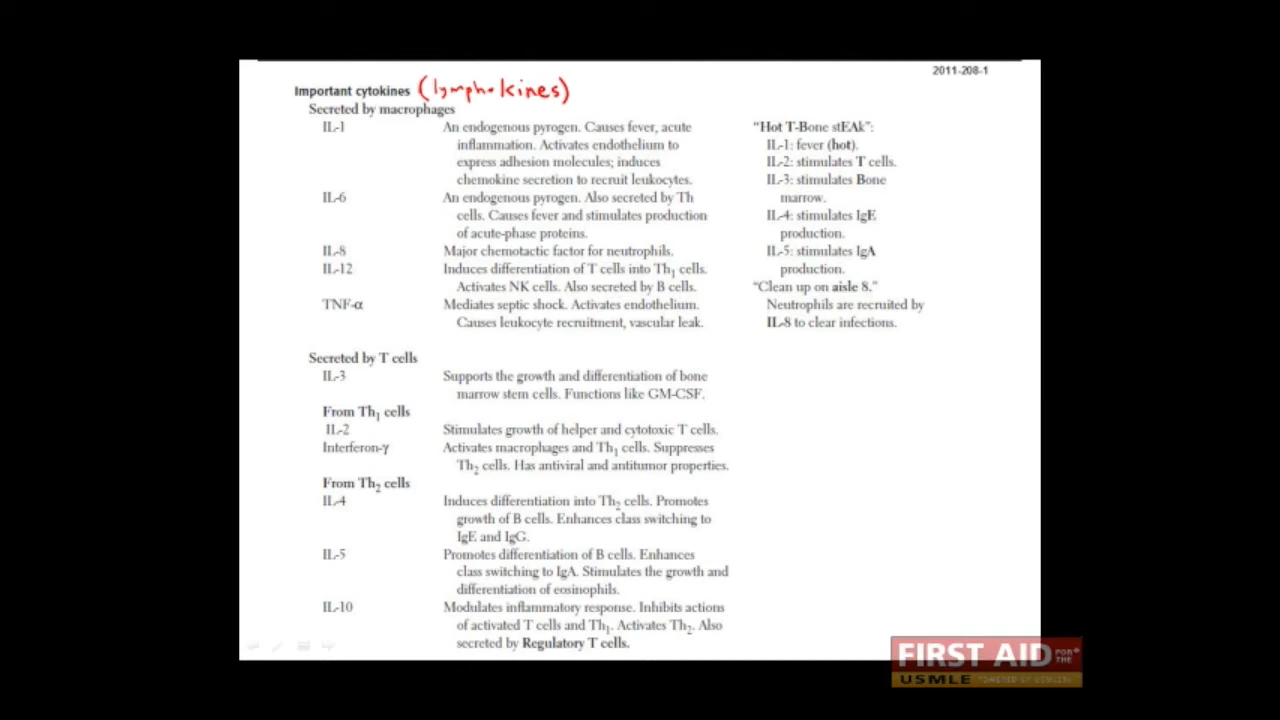 2011-208-1
Important cytokines (lymphokines)
Secreted by macrophages
IL-1 An endogenous pyrogen. Causes fever, acute
inflammation. Activates endothelium to
express adhesion molecules; induces
chemokine secretion to recruit leukocytes.
IL-6 An endogenous pyrogen. Also secreted by Th
cells. Causes fever and stimulates production
of acute-phase proteins.
IL-8 Major chemotactic factor for neutrophils.
IL-12 Induces differentiation of T cells into Th1 cells.
Activates NK cells. Also secreted by B cells.
TNF-α Mediates septic shock. Activates endothelium.
Causes leukocyte recruitment, vascular leak.
"Hot T-Bone stEAk":
IL-1: fever (hot).
IL-2: stimulates T cells.
IL-3: stimulates Bone
marrow.
IL-4: stimulates IgE
production.
IL-5: stimulates IgA
production.
"Clean up on aisle 8."
Neutrophils are recruited by
IL-8 to clear infections.
Secreted by T cells
IL-3 Supports the growth and differentiation of bone
marrow stem cells. Functions like GM-CSF.
From Th1 cells
IL-2 Stimulates growth of helper and cytotoxic T cells.
Interferon-γ Activates macrophages and Th1 cells. Suppresses
Th2 cells. Has antiviral and antitumor properties.
From Th2 cells
IL-4 Induces differentiation into Th2 cells. Promotes
growth of B cells. Enhances class switching to
IgE and IgG.
IL-5 Promotes differentiation of B cells. Enhances
class switching to IgA. Stimulates the growth and
differentiation of eosinophils.
IL-10 Modulates inflammatory response. Inhibits actions
of activated T cells and Th1. Activates Th2. Also
secreted by Regulatory T cells.
FIRST AID FOR THE
USMLE